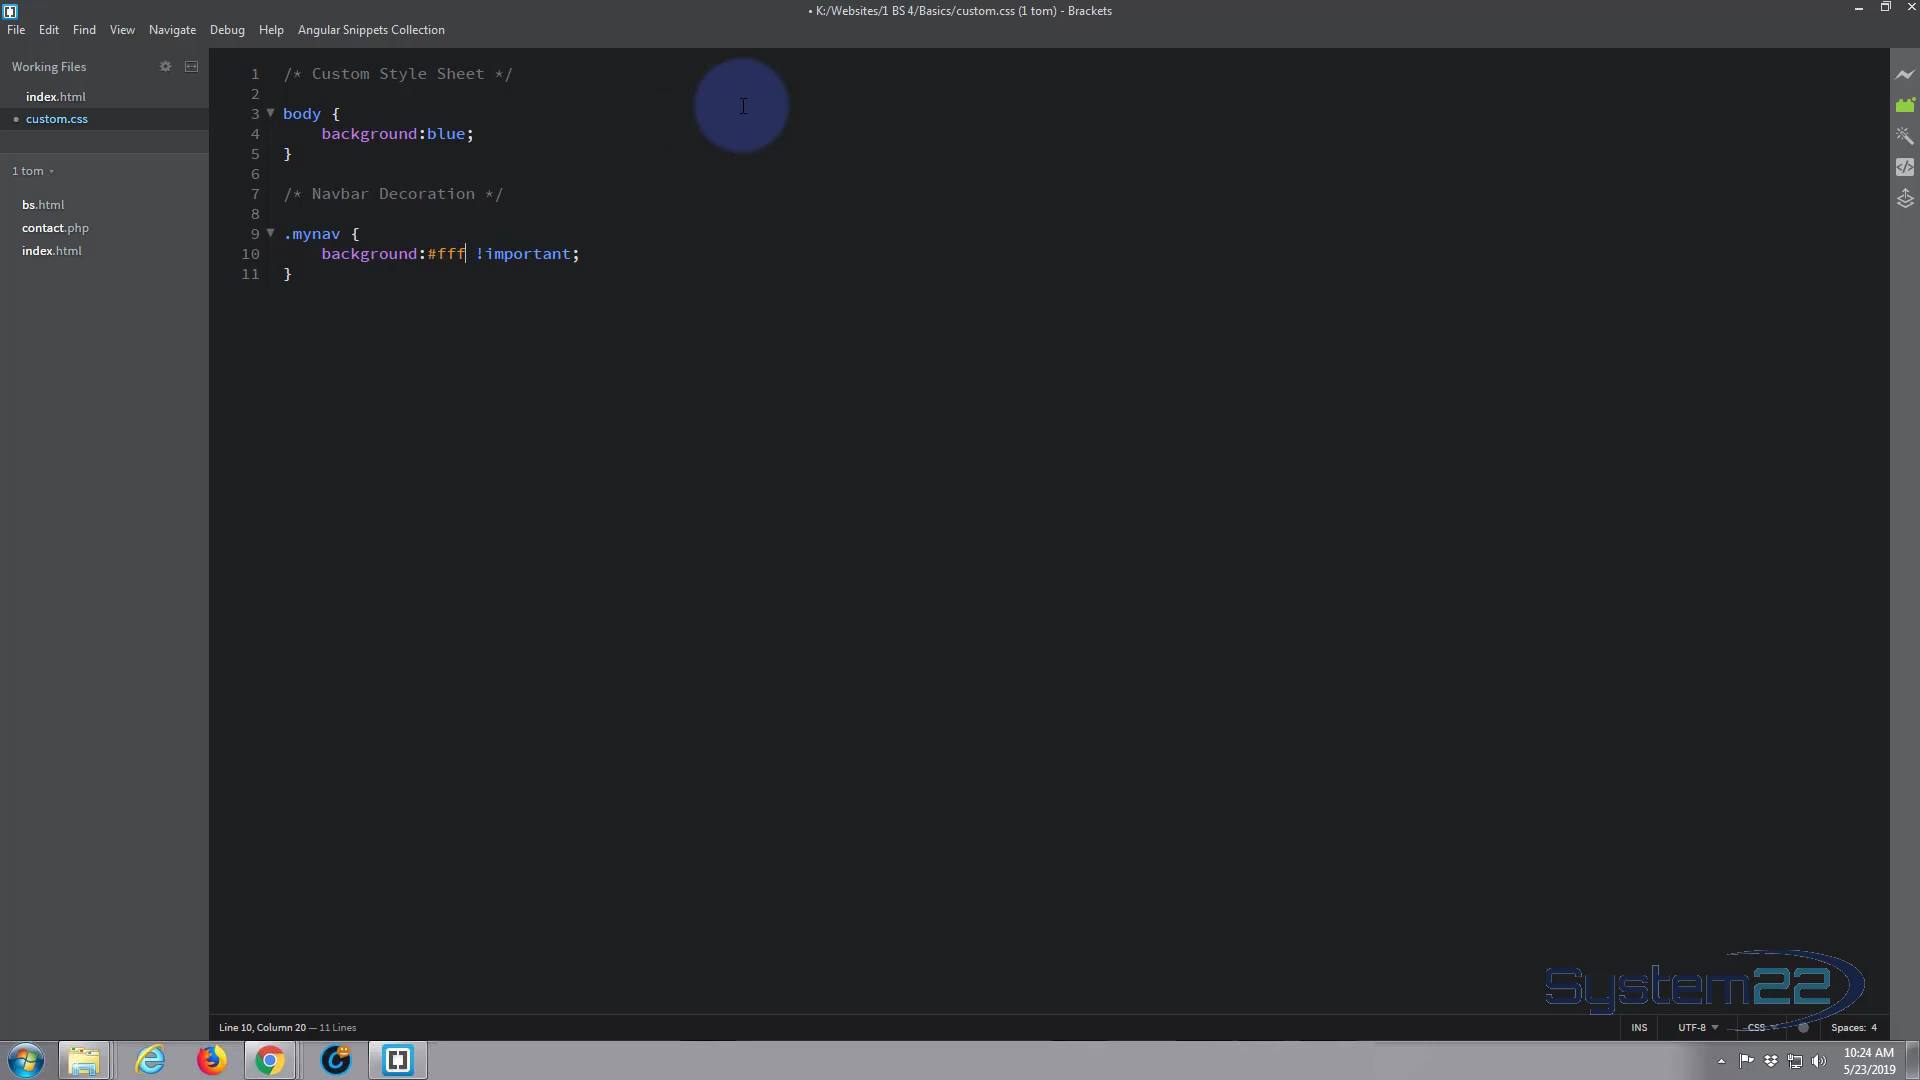 • K:/Websites/1 BS 4/Basics/custom.css (1 tom) - Brackets
File Edit Find View Navigate Debug Help Angular Snippets Collection
Working Files
index.html
• custom.css
1 tom
bs.html
contact.php
index.html
1 /* Custom Style Sheet */
2
3 body {
4 background:blue;
5 }
6
7 /* Navbar Decoration */
8
9 .mynav {
10 background:#fff !important;
11 }
System22
Line 10, Column 20 — 11 Lines
INS UTF-8 CSS Spaces: 4
10:24 AM
5/23/2019